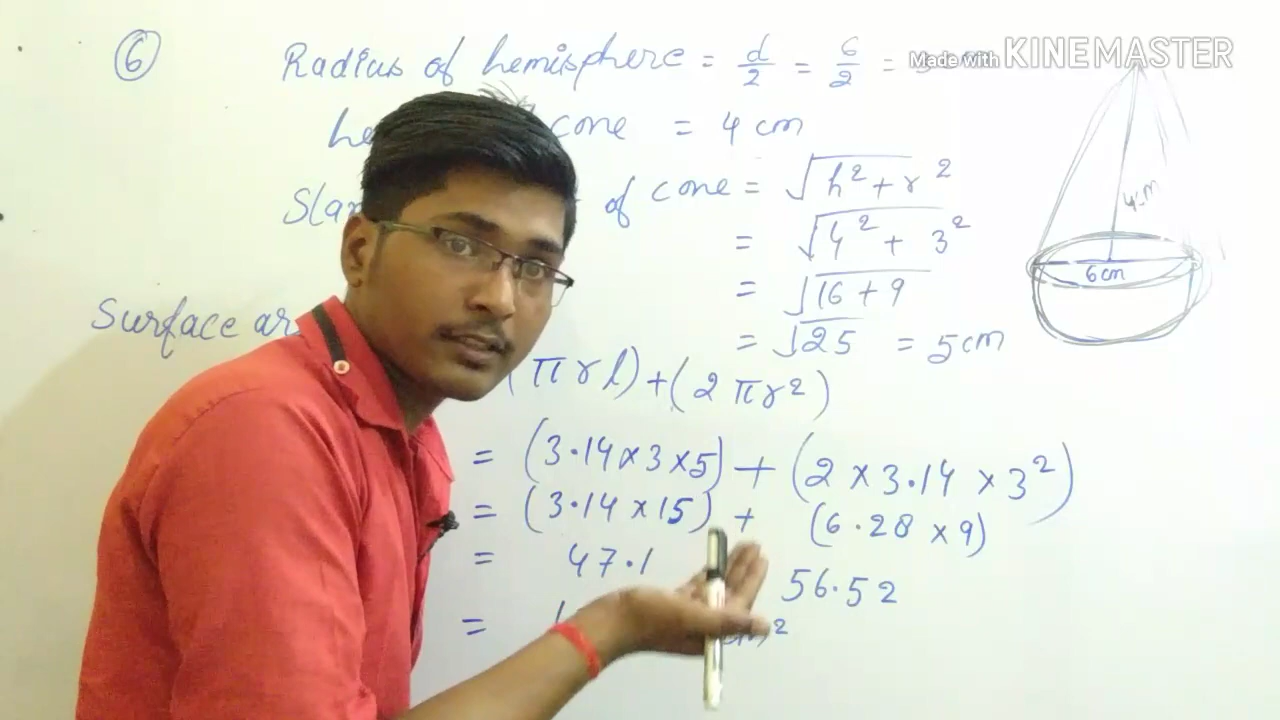 6 Radius of hemisphere = d/2 = 6/2 =
Made with KINEMASTER
cone = 4 cm
of cone = √h² + r²
= √4² + 3²
= √16 + 9
= √25 = 5cm
4cm
6cm
Surface
(πrl) + (2πr²)
= (3.14×3×5) + (2 × 3.14 × 3²)
= (3.14 × 15) + (6.28 × 9)
= 47.1 56.52
= cm²